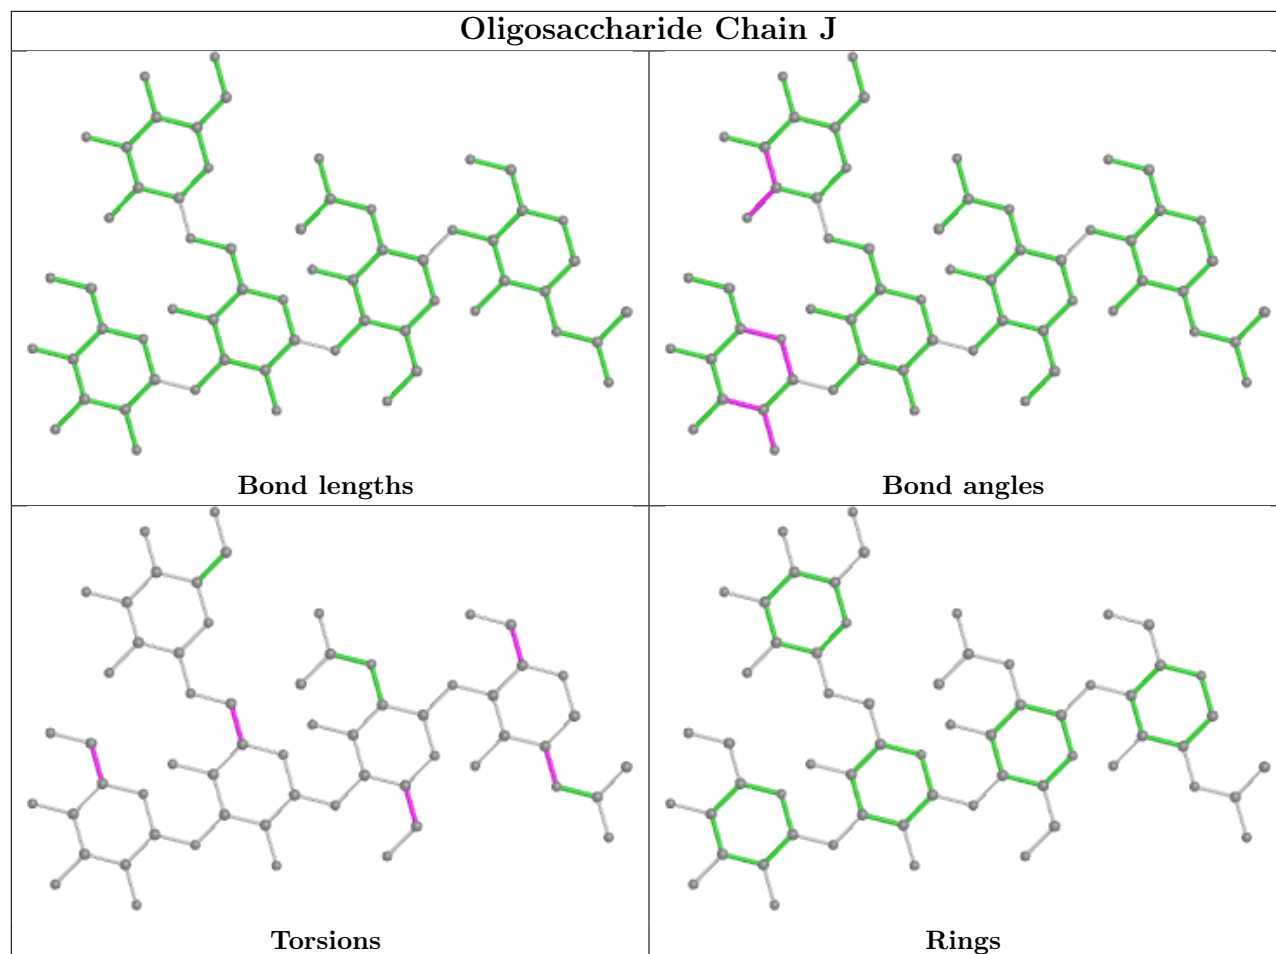 Oligosaccharide Chain J
Bond lengths
Bond angles
Torsions
Rings